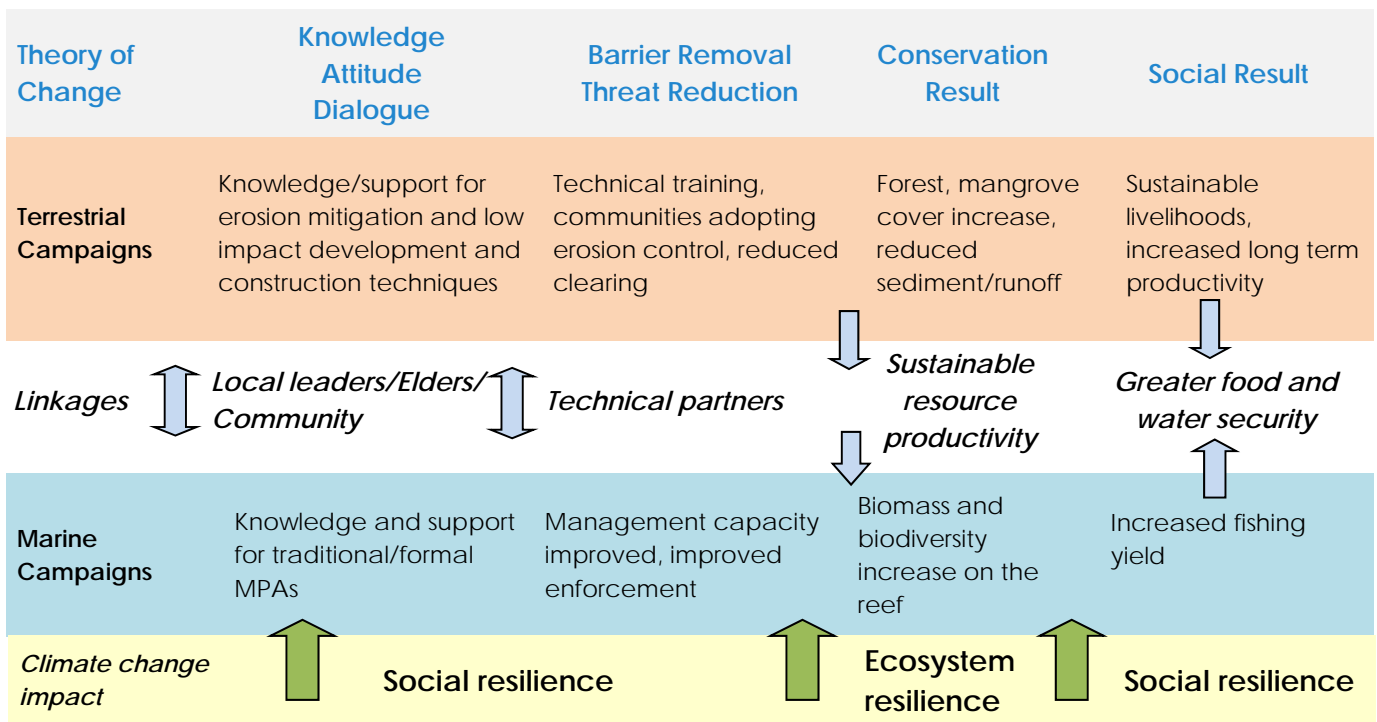 Theory of
Change
Knowledge
Attitude
Dialogue
Barrier Removal
Threat Reduction
Conservation
Result
Social Result
Terrestrial
Campaigns
Knowledge/support for
erosion mitigation and low
impact development and
construction techniques
Technical training,
communities adopting
erosion control, reduced
clearing
Forest, mangrove
cover increase,
reduced
sediment/runoff
Sustainable
livelihoods,
increased long term
productivity
Linkages
Local leaders/Elders/
Community
Technical partners
Sustainable
resource
productivity
Greater food and
water security
Marine
Campaigns
Knowledge and support
for traditional/formal
MPAs
Management capacity
improved, improved
enforcement
Biomass and
biodiversity
increase on the
reef
Increased fishing
yield
Climate change
impact
Social resilience
Ecosystem
resilience
Social resilience